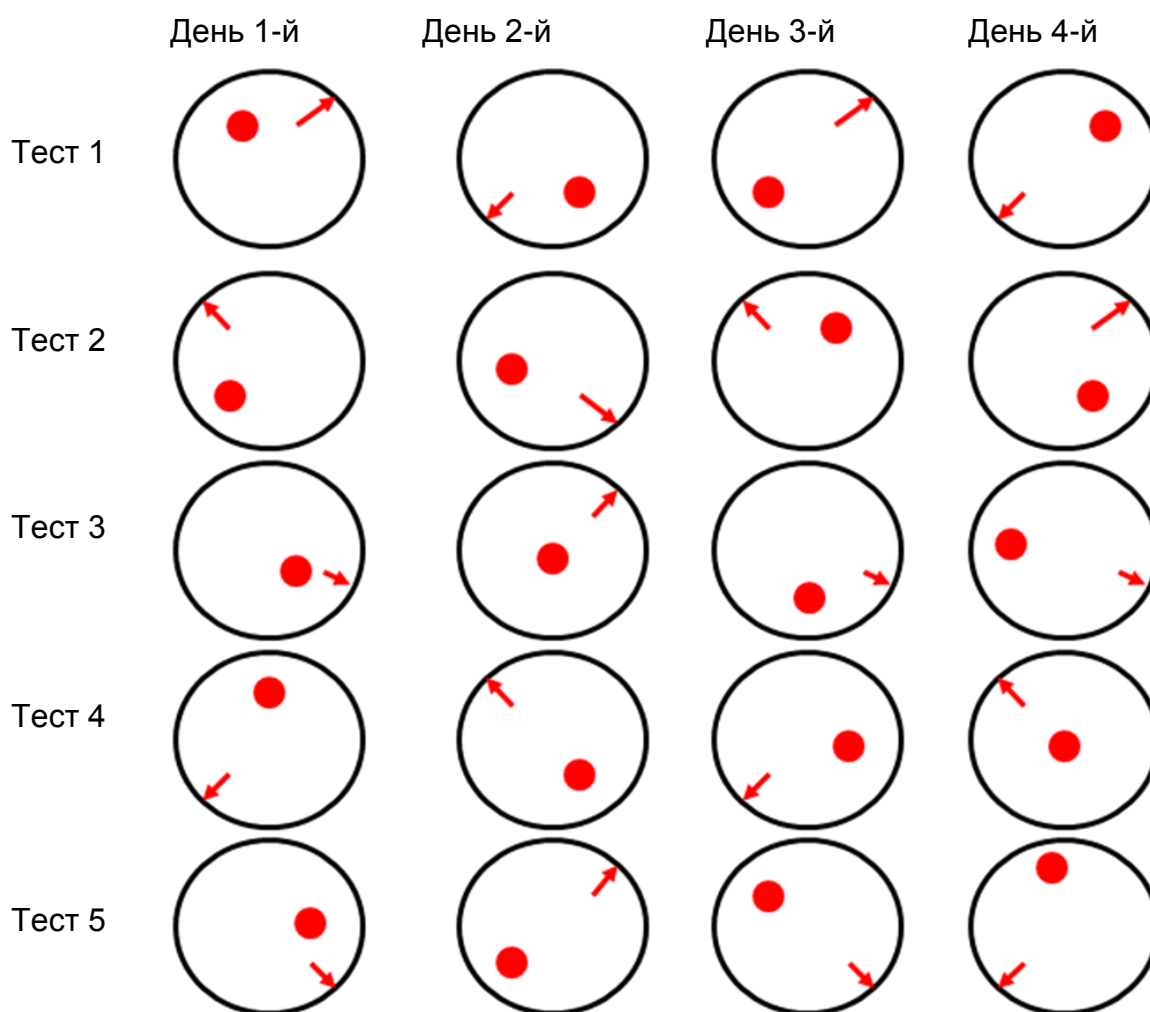 День 1-й День 2-й День 3-й День 4-й
Тест 1
Тест 2
Тест 3
Тест 4
Тест 5